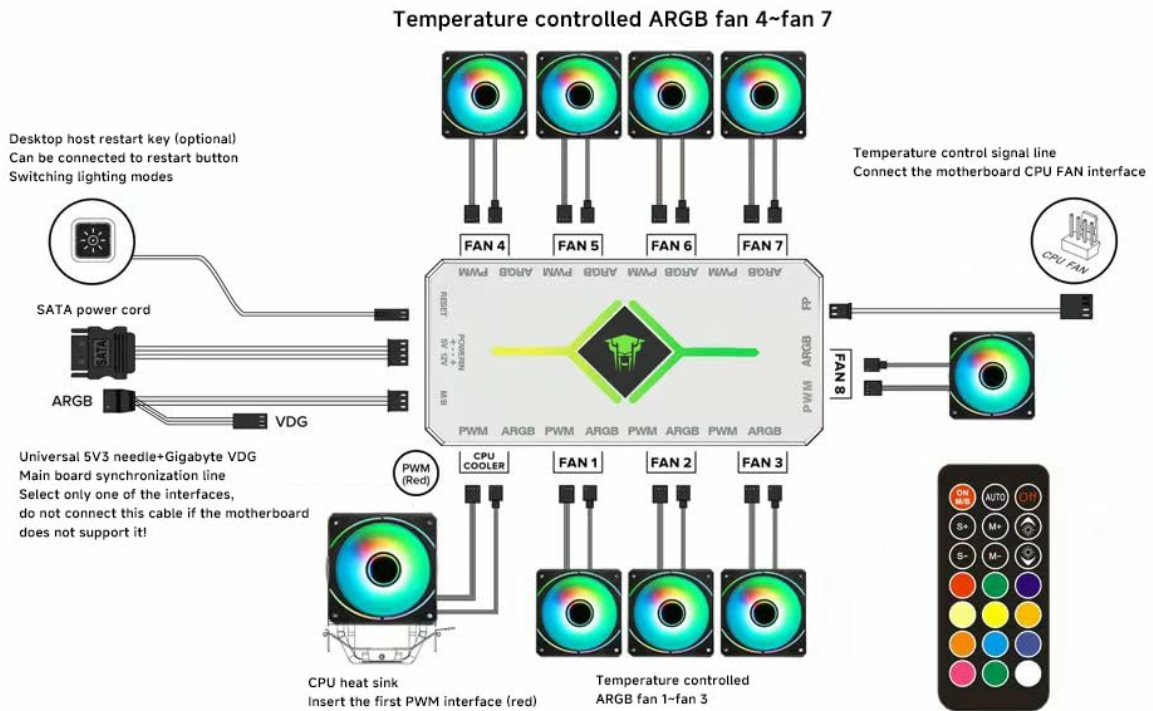 Temperature controlled ARGB fan 4~fan 7
Desktop host restart key (optional)
Can be connected to restart button
Switching lighting modes
Temperature control signal line
Connect the motherboard CPU FAN interface
CPU FAN
FAN 4
FAN 5
FAN 6
FAN 7
PWM ARGB PWM ARGB PWM ARGB PWM ARGB
RESET
FP
SATA power cord
SATA
POWERN
+ - - +
5V 12V
ARGB
PWM
FAN 8
ARGB
VDG
M/B
PWM ARGB PWM ARGB PWM ARGB PWM ARGB
CPU
COOLER
FAN 1
FAN 2
FAN 3
Universal 5V3 needle+Gigabyte VDG
Main board synchronization line
Select only one of the interfaces,
do not connect this cable if the motherboard
does not support it!
PWM
(Red)
ON
M/B
AUTO
Off
S+
M+
S-
M-
CPU heat sink
Insert the first PWM interface (red)
Temperature controlled
ARGB fan 1~fan 3